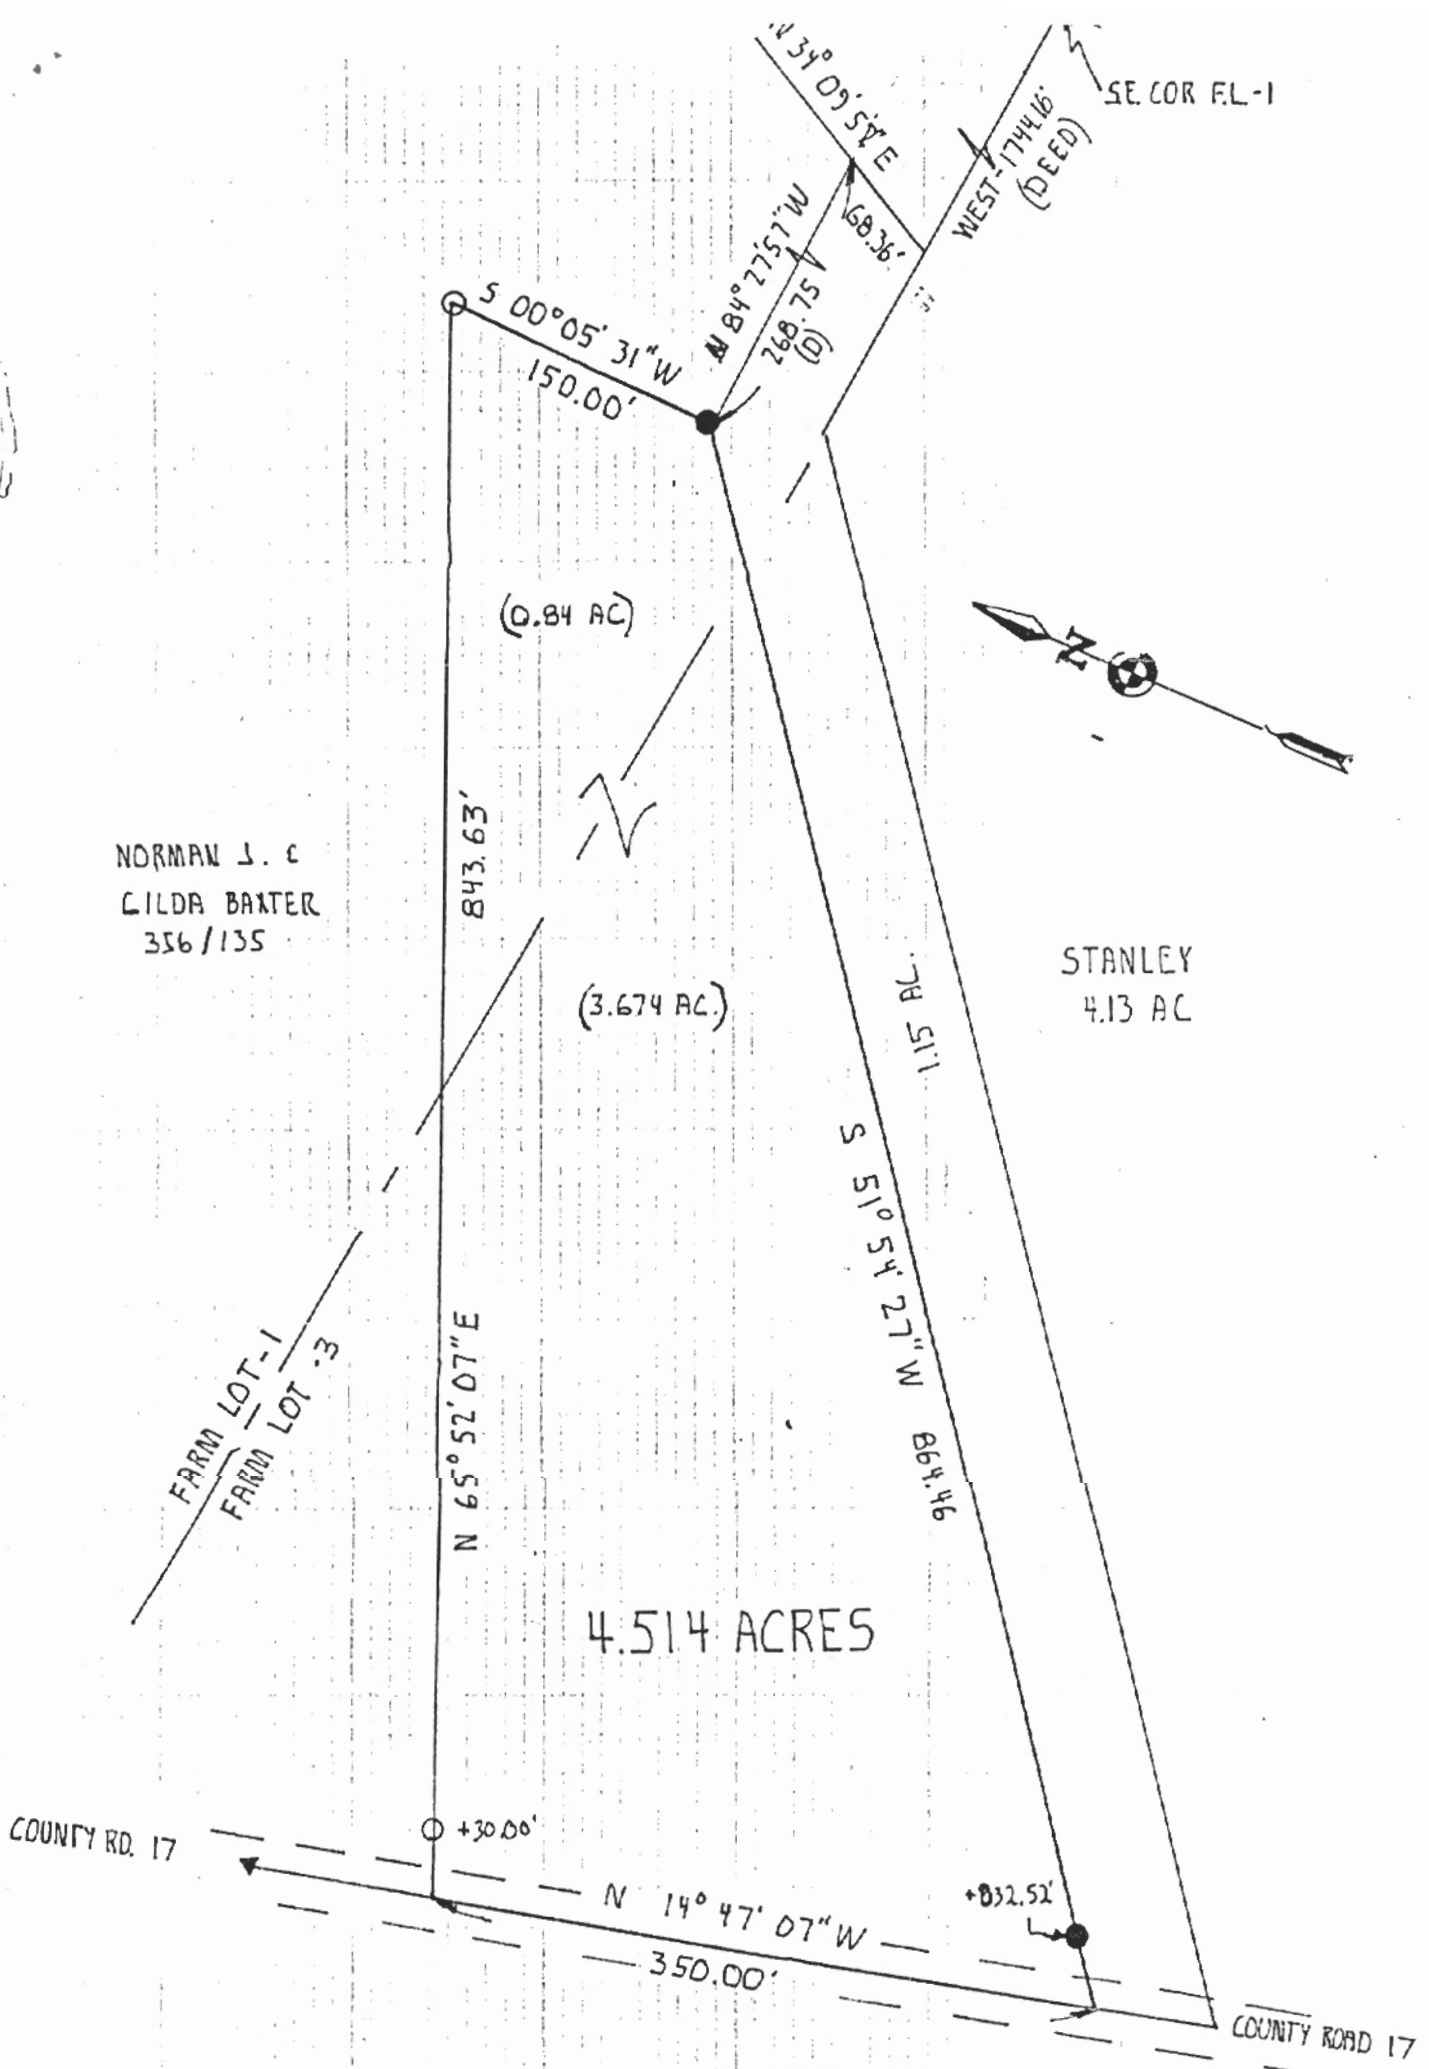 N 34° 09' 54" E
S.E. COR F.L-1
WEST-1744.16'
(DEED)
N 84° 27' 57" W
68.36'
268.75
(D)
S 00° 05' 31" W
150.00'
(0.84 AC)
N
843.63'
NORMAN J. &
GILDA BAXTER
356/135
STANLEY
4.13 AC
(3.674 AC.)
1.15 AC.
S 51° 54' 27" W 864.46
FARM LOT-1
FARM LOT-3
N 65° 52' 07" E
4.514 ACRES
COUNTY RD. 17
+30.00'
+832.52'
N 14° 47' 07" W
350.00'
COUNTY ROAD 17